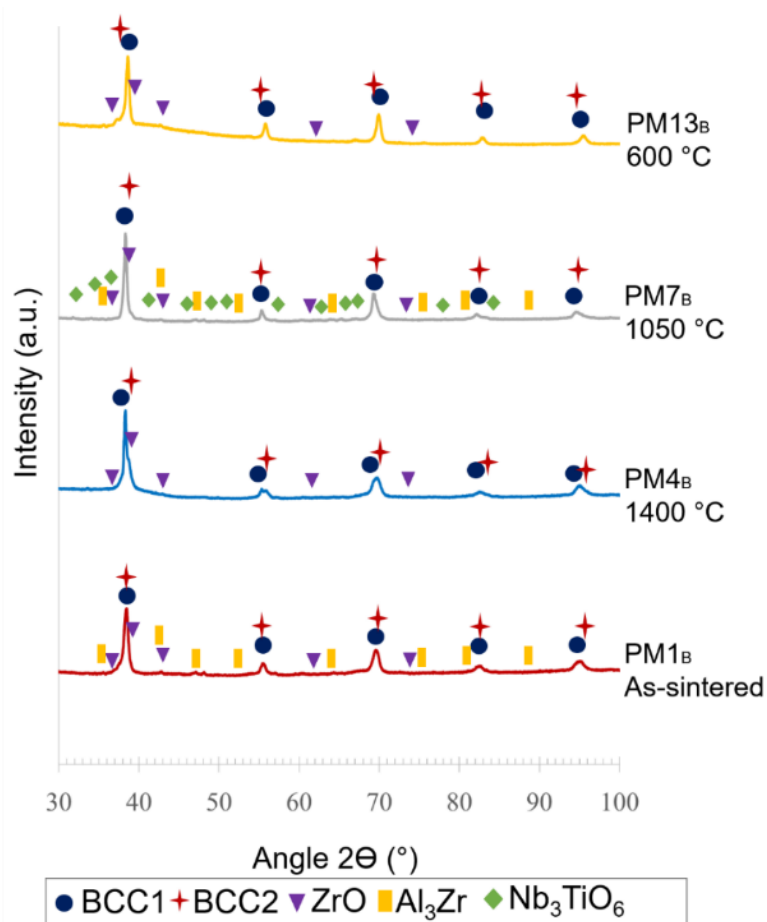 PM13B
600 °C
PM7B
1050 °C
PM4B
1400 °C
PM1B
As-sintered
Intensity (a.u.)
30 40 50 60 70 80 90 100
Angle 2Θ (°)
BCC1 BCC2 ZrO Al₃Zr Nb₃TiO₆